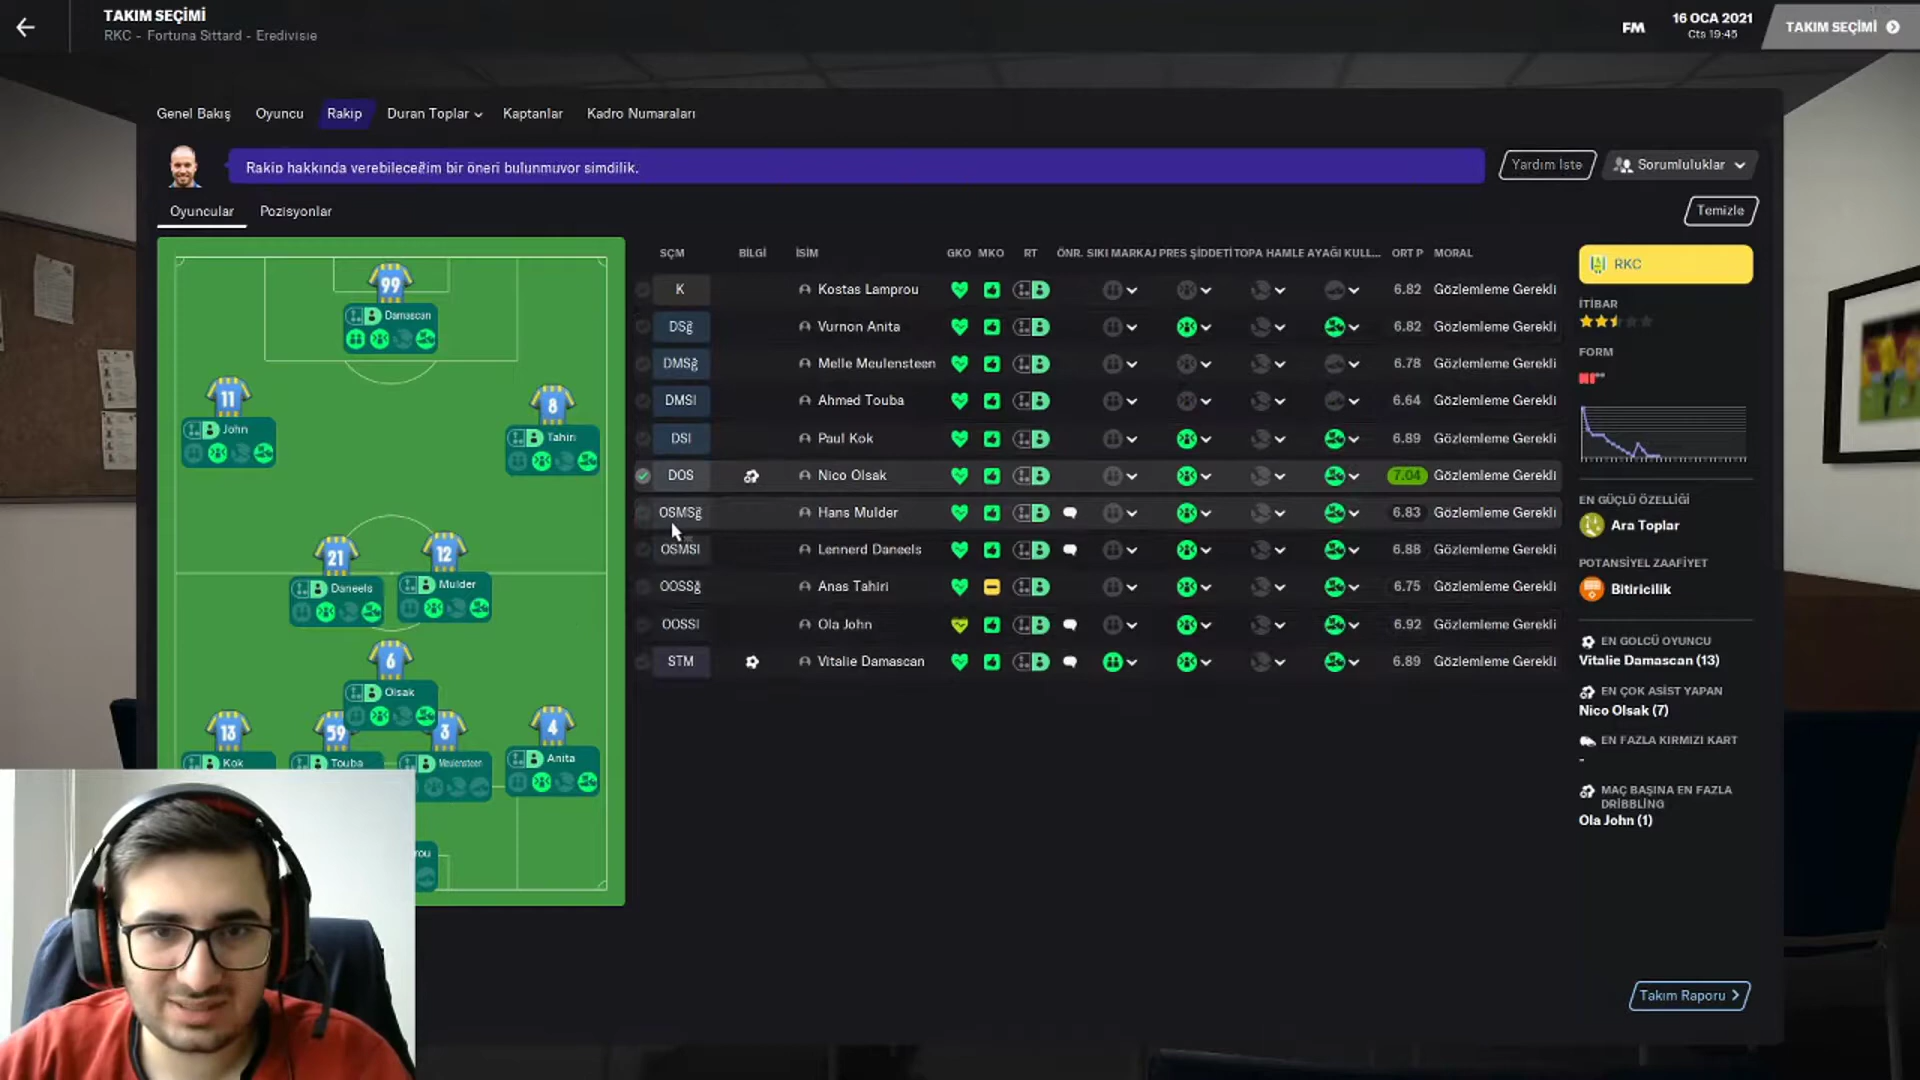 TAKIM SEÇİMİ
RKC - Fortuna Sittard - Eredivisie
FM
16 OCA 2021
Cts 19:45
TAKIM SEÇİMİ
Genel Bakış
Oyuncu
Rakip
Duran Toplar
Kaptanlar
Kadro Numaraları
Rakip hakkında verebileceğim bir öneri bulunmuyor şimdilik.
Yardım İste
Sorumluluklar
Oyuncular
Pozisyonlar
Temizle
SÇM BİLGİ İSİM GKO MKO RT ÖNR. SIKI MARKAJ PRES ŞİDDETİ TOPA HAMLE AYAĞI KULL... ORT P MORAL
K Kostas Lamprou 6.82 Gözlemleme Gerekli
DSğ Vurnon Anita 6.82 Gözlemleme Gerekli
DMSğ Melle Meulensteen 6.78 Gözlemleme Gerekli
DMSl Ahmed Touba 6.64 Gözlemleme Gerekli
DSl Paul Kok 6.89 Gözlemleme Gerekli
DOS Nico Olsak 7.04 Gözlemleme Gerekli
OSMSğ Hans Mulder 6.83 Gözlemleme Gerekli
OSMSl Lennerd Daneels 6.88 Gözlemleme Gerekli
OOSSğ Anas Tahiri 6.75 Gözlemleme Gerekli
OOSSl Ola John 6.92 Gözlemleme Gerekli
STM Vitalie Damascan 6.89 Gözlemleme Gerekli
99
Damascan
11
John
8
Tahiri
21
Daneels
12
Mulder
6
Olsak
13
Kok
59
Touba
3
Meulensteen
4
Anita
rou
RKC
İTİBAR
FORM
EN GÜÇLÜ ÖZELLİĞİ
Ara Toplar
POTANSİYEL ZAAFİYET
Bitiricilik
EN GOLCÜ OYUNCU
Vitalie Damascan (13)
EN ÇOK ASİST YAPAN
Nico Olsak (7)
EN FAZLA KIRMIZI KART
-
MAÇ BAŞINA EN FAZLA
DRİBBLİNG
Ola John (1)
Takım Raporu